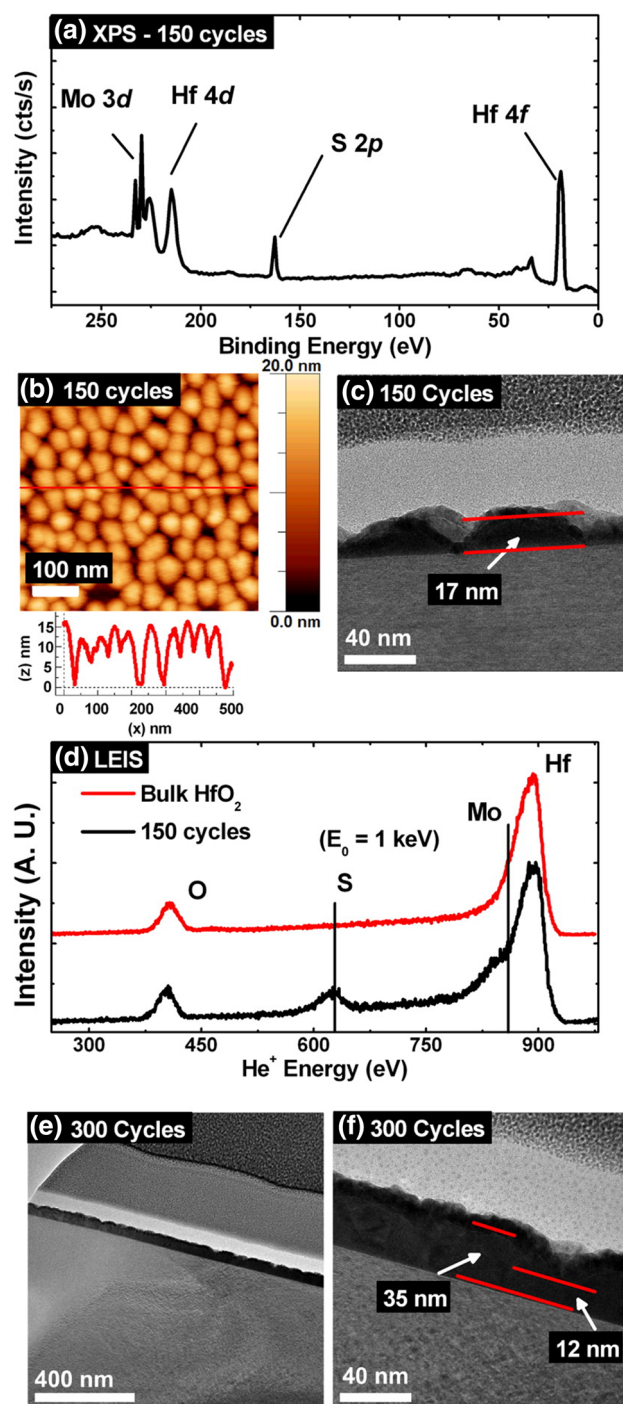 (a) XPS - 150 cycles
Mo 3d
Hf 4d
S 2p
Hf 4f
Intensity (cts/s)
250 200 150 100 50 0
Binding Energy (eV)
(b) 150 cycles
20.0 nm
0.0 nm
100 nm
(z) nm
15
10
5
0
0 100 200 300 400 500
(x) nm
(c) 150 Cycles
17 nm
40 nm
(d) LEIS
Hf
Bulk HfO₂
Mo
150 cycles
(E₀ = 1 keV)
O
S
Intensity (A. U.)
300 450 600 750 900
He⁺ Energy (eV)
(e) 300 Cycles
400 nm
(f) 300 Cycles
35 nm
12 nm
40 nm